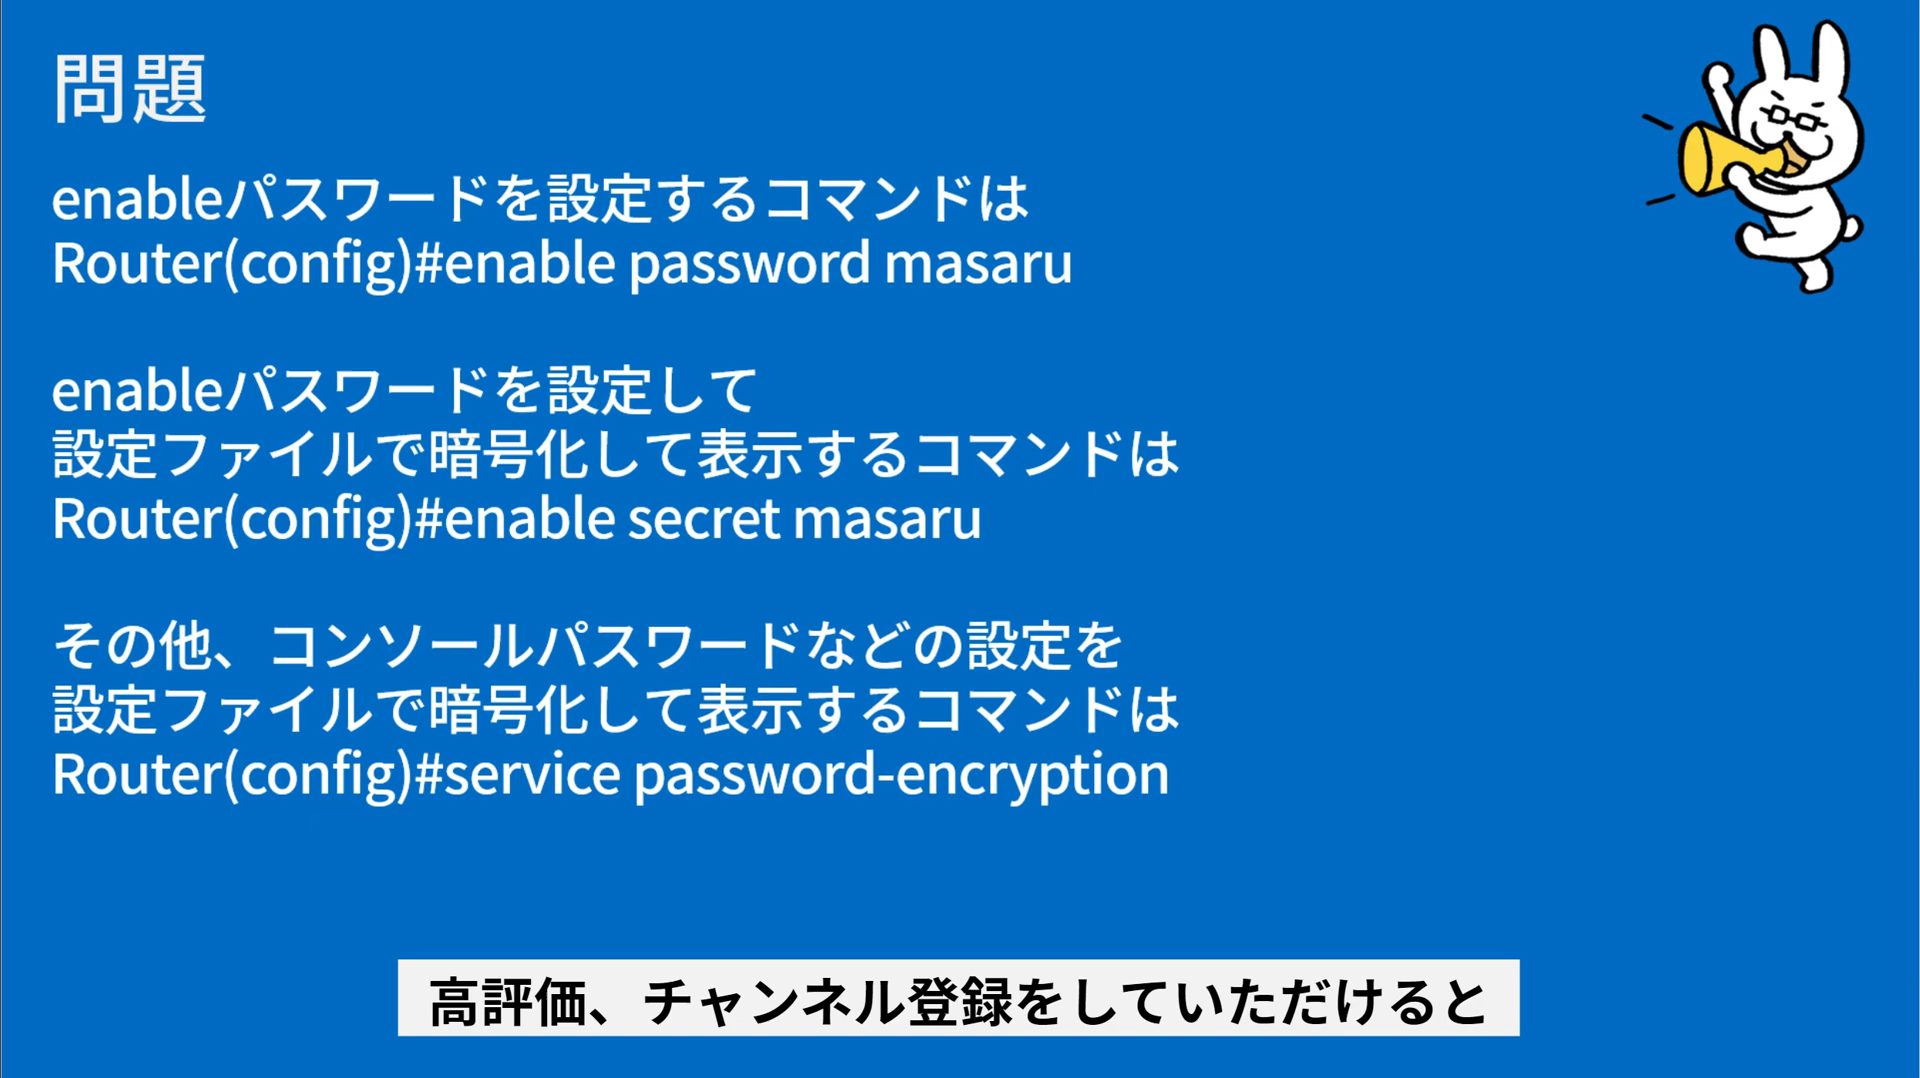 問題
enableパスワードを設定するコマンドは
Router(config)#enable password masaru
enableパスワードを設定して
設定ファイルで暗号化して表示するコマンドは
Router(config)#enable secret masaru
その他、コンソールパスワードなどの設定を
設定ファイルで暗号化して表示するコマンドは
Router(config)#service password-encryption
高評価、チャンネル登録をしていただけると